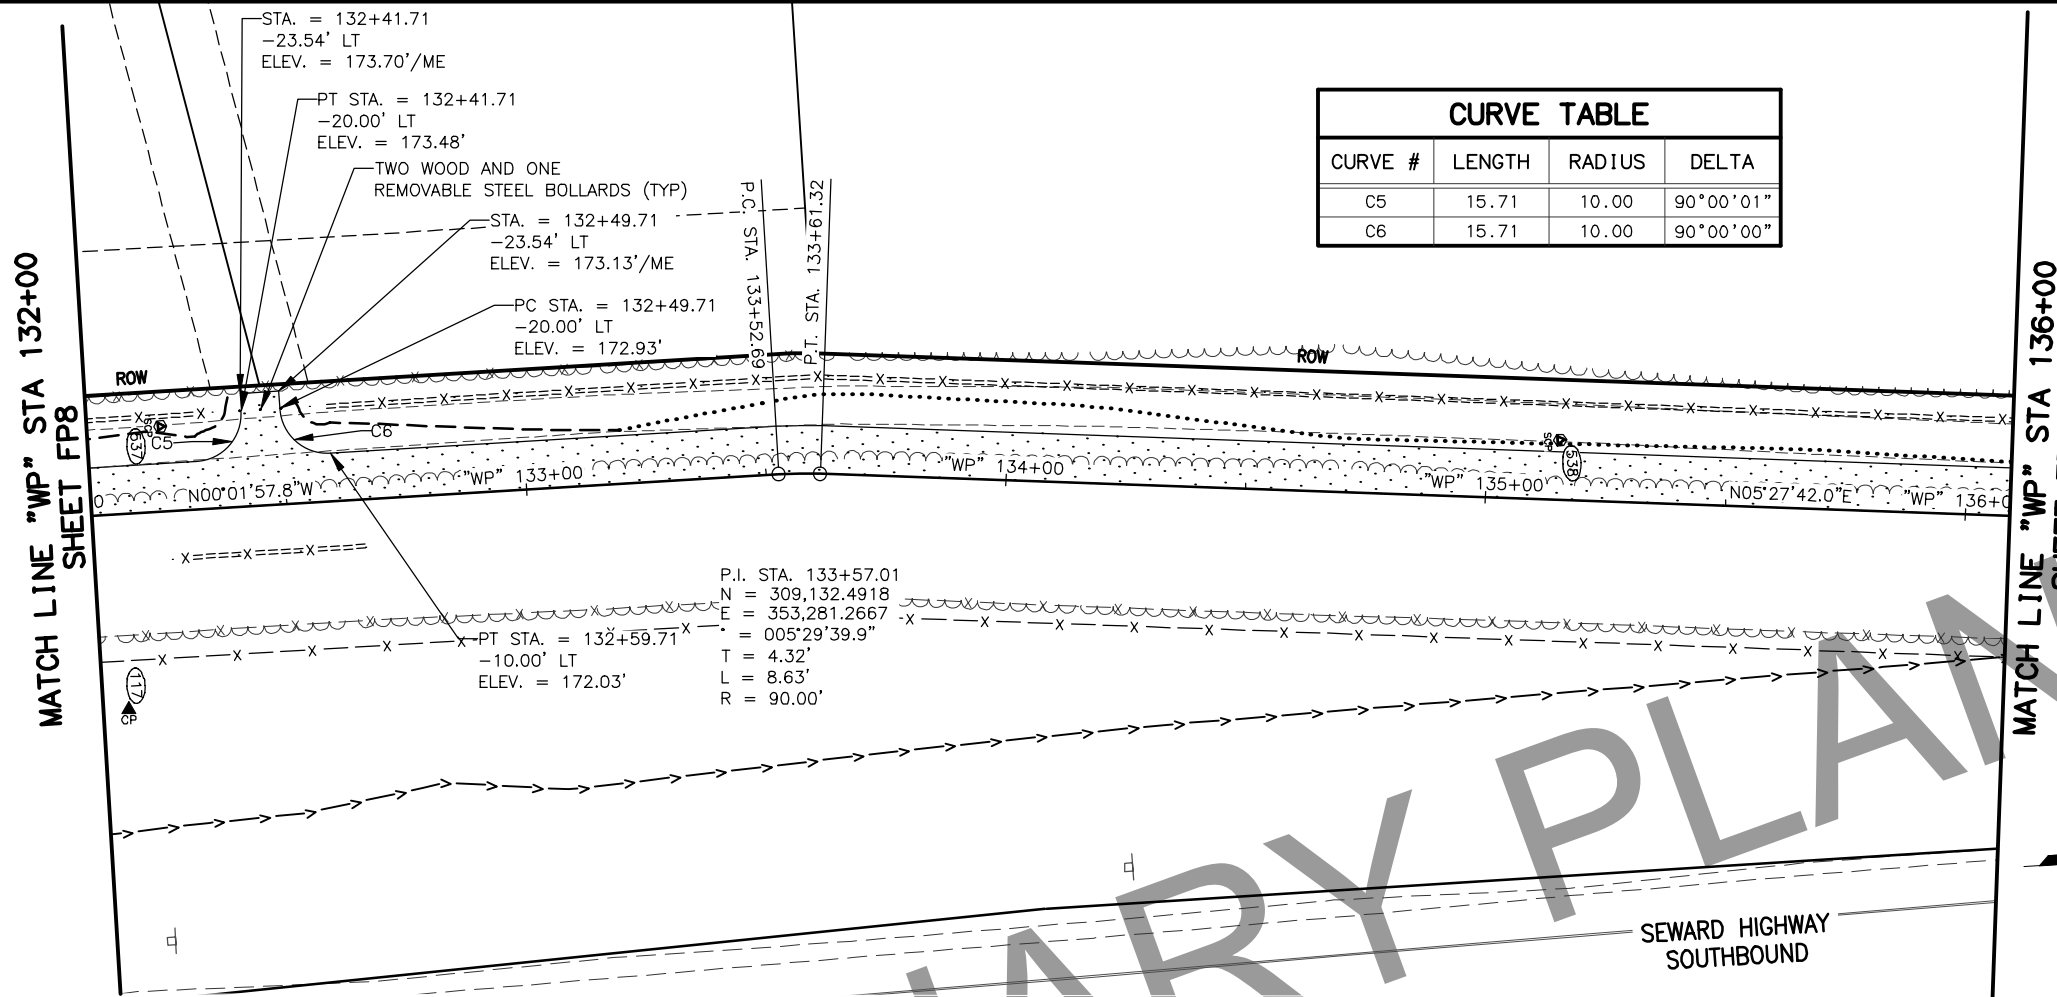 STA. = 132+41.71
-23.54' LT
ELEV. = 173.70'/ME
PT STA. = 132+41.71
-20.00' LT
ELEV. = 173.48'
TWO WOOD AND ONE
REMOVABLE STEEL BOLLARDS (TYP)
STA. = 132+49.71
-23.54' LT
ELEV. = 173.13'/ME
PC STA. = 132+49.71
-20.00' LT
ELEV. = 172.93'
P.C. STA. 133+52.69
P.T. STA. 133+61.32
CURVE TABLE
CURVE # LENGTH RADIUS DELTA
C5 15.71 10.00 90°00'01"
C6 15.71 10.00 90°00'00"
MATCH LINE "WP" STA 132+00
SHEET FP8
ROW
ROW
537
SCP
C5
C6
SCP
538
0
N00°01'57.8"W
"WP" 133+00
"WP" 134+00
"WP" 135+00
N05°27'42.0"E
"WP" 136+0
MATCH LINE "WP" STA 136+00
PT STA. = 132+59.71
-10.00' LT
ELEV. = 172.03'
P.I. STA. 133+57.01
N = 309,132.4918
E = 353,281.2667
• = 005°29'39.9"
T = 4.32'
L = 8.63'
R = 90.00'
117
CP
SEWARD HIGHWAY
SOUTHBOUND
ARY PLAN